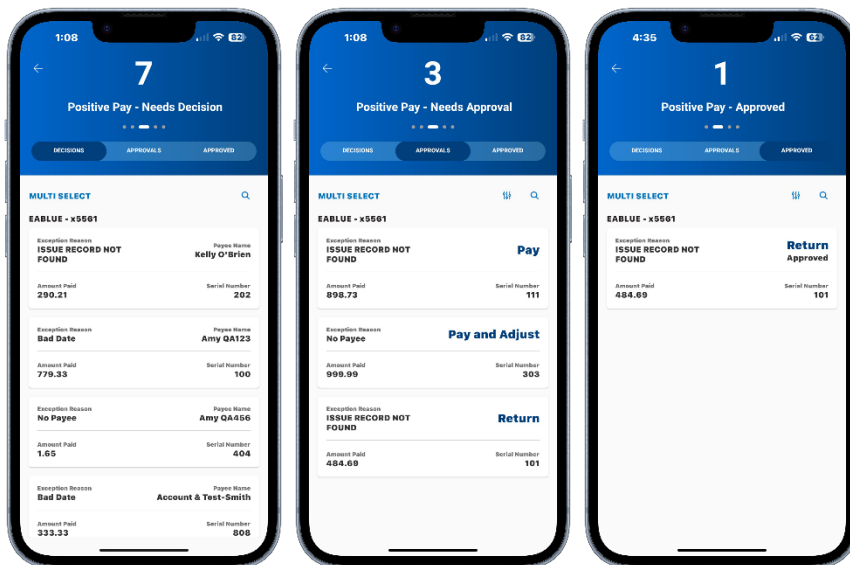 1:08
82
7
Positive Pay - Needs Decision
DECISIONS APPROVALS APPROVED
MULTI SELECT
EABLUE - x5561
Exception Reason Payee Name
ISSUE RECORD NOT FOUND Kelly O'Brien
Amount Paid Serial Number
290.21 202
Exception Reason Payee Name
Bad Date Amy QA123
Amount Paid Serial Number
779.33 100
Exception Reason Payee Name
No Payee Amy QA456
Amount Paid Serial Number
1.65 404
Exception Reason Payee Name
Bad Date Account & Test-Smith
Amount Paid Serial Number
333.33 808
1:08
82
3
Positive Pay - Needs Approval
DECISIONS APPROVALS APPROVED
MULTI SELECT
EABLUE - x5561
Exception Reason
ISSUE RECORD NOT FOUND Pay
Amount Paid Serial Number
898.73 111
Exception Reason
No Payee Pay and Adjust
Amount Paid Serial Number
999.99 303
Exception Reason
ISSUE RECORD NOT FOUND Return
Amount Paid Serial Number
484.69 101
4:35
62
1
Positive Pay - Approved
DECISIONS APPROVALS APPROVED
MULTI SELECT
EABLUE - x5561
Exception Reason
ISSUE RECORD NOT FOUND Return
Approved
Amount Paid Serial Number
484.69 101